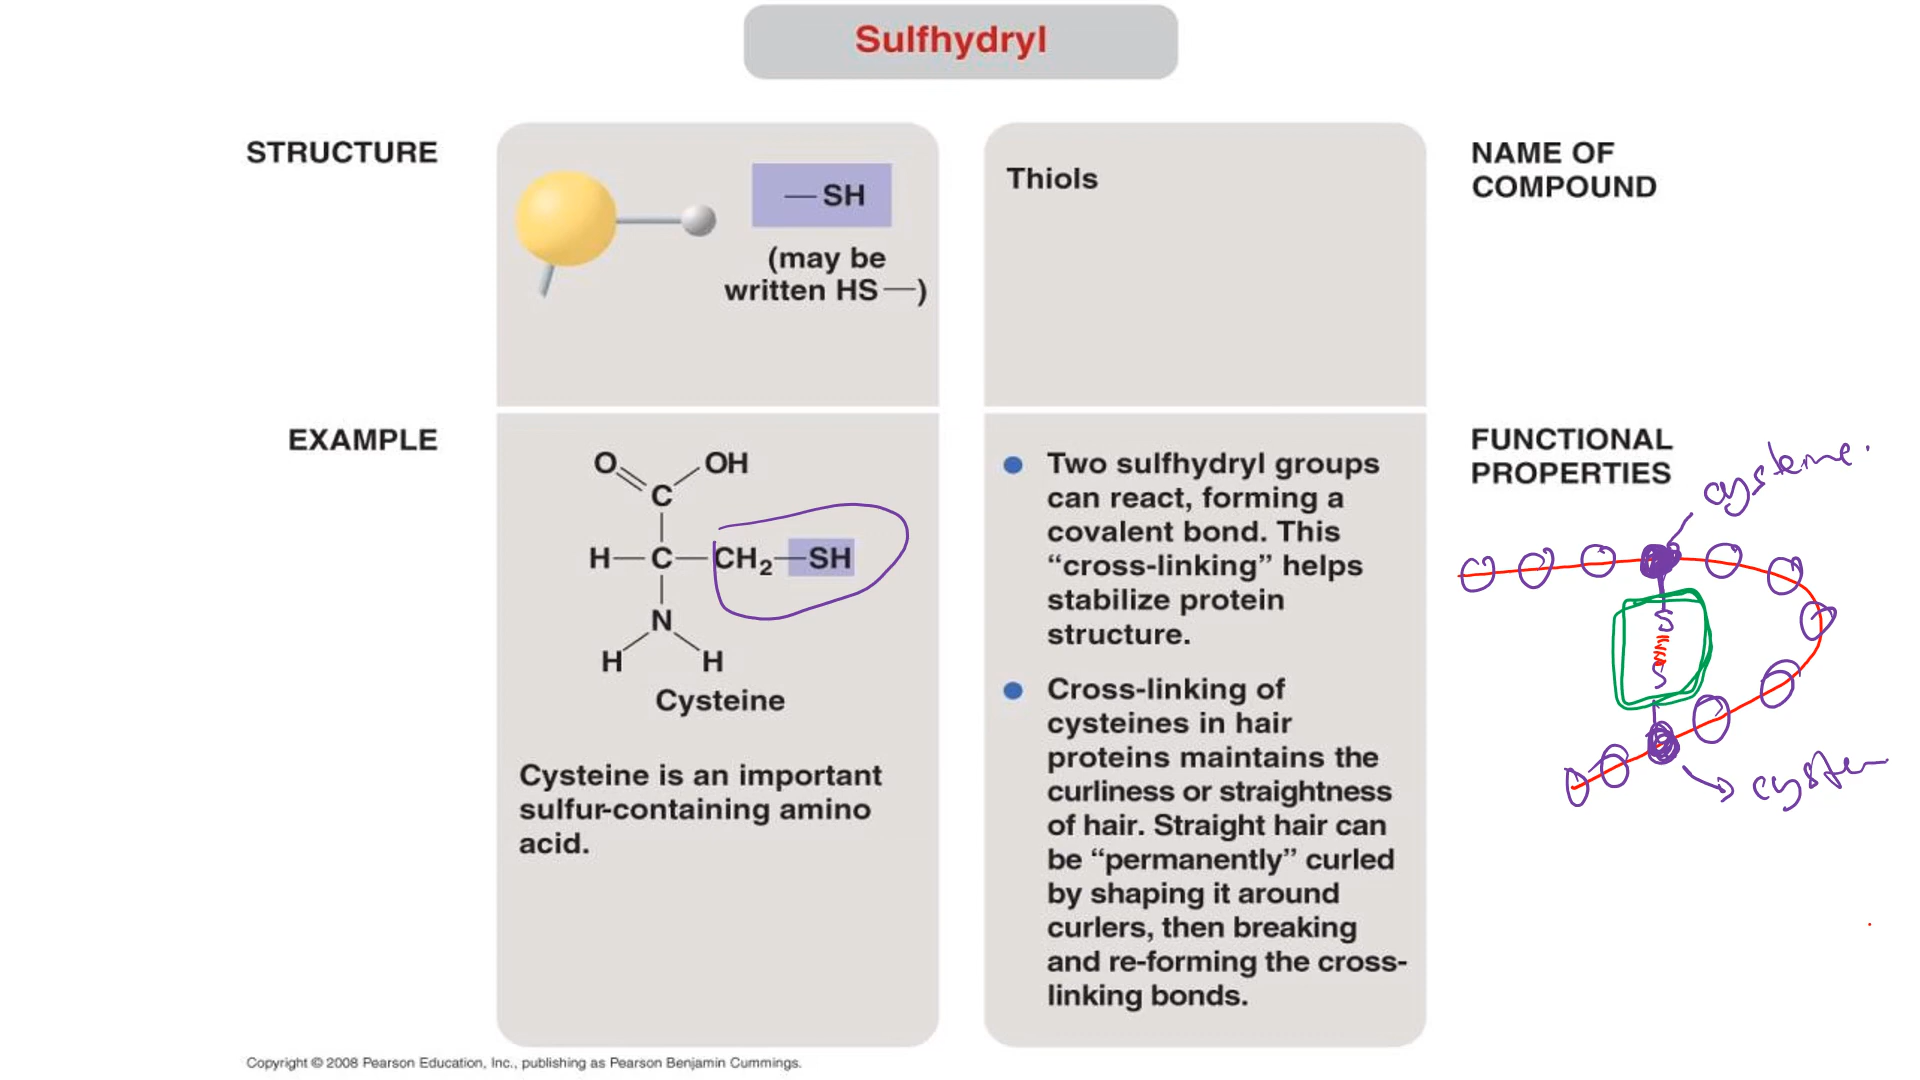 Sulfhydryl
STRUCTURE
— SH
(may be
written HS —)
Thiols
NAME OF
COMPOUND
EXAMPLE
O OH
C
H—C—CH₂—SH
N
H H
Cysteine
Cysteine is an important
sulfur-containing amino
acid.
Two sulfhydryl groups
can react, forming a
covalent bond. This
“cross-linking” helps
stabilize protein
structure.
Cross-linking of
cysteines in hair
proteins maintains the
curliness or straightness
of hair. Straight hair can
be “permanently” curled
by shaping it around
curlers, then breaking
and re-forming the cross-
linking bonds.
FUNCTIONAL
PROPERTIES
cysteine.
S
S
Copyright © 2008 Pearson Education, Inc., publishing as Pearson Benjamin Cummings.